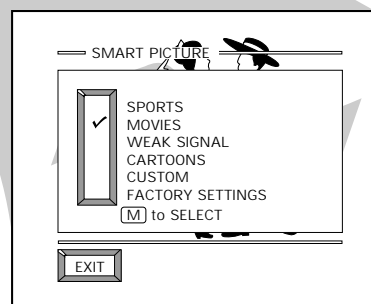 SMART PICTURE
SPORTS
MOVIES
WEAK SIGNAL
CARTOONS
CUSTOM
FACTORY SETTINGS
M to SELECT
EXIT